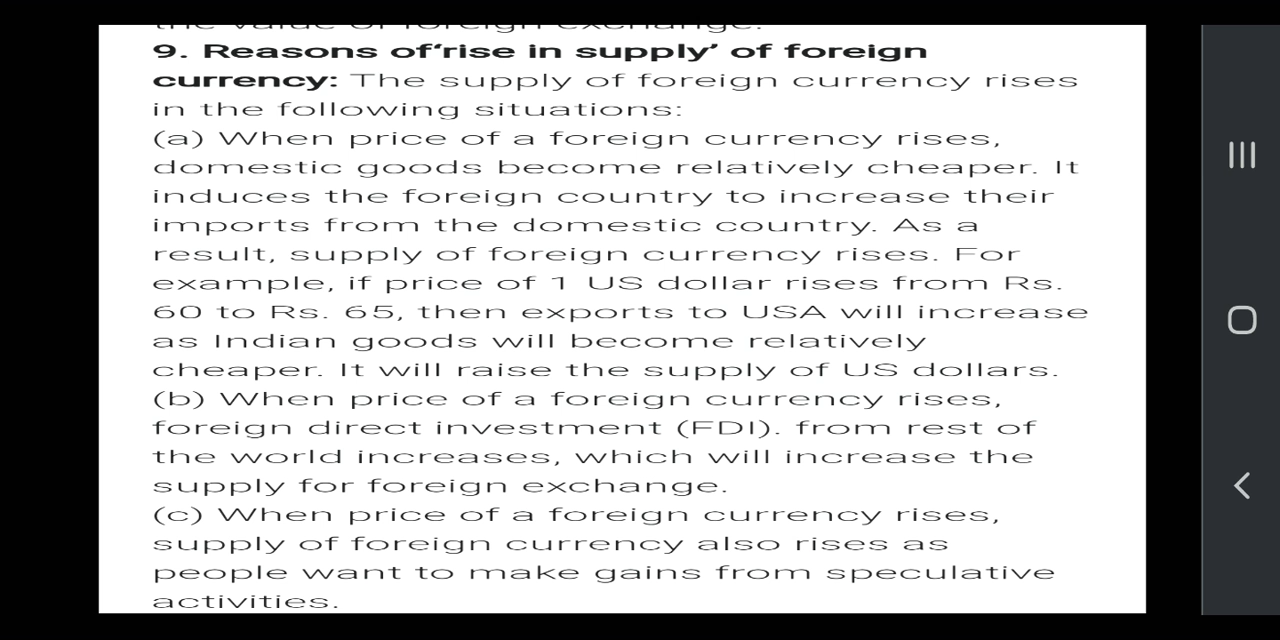 the value of foreign exchange.
9. Reasons of‘rise in supply’ of foreign
currency: The supply of foreign currency rises
in the following situations:
(a) When price of a foreign currency rises,
domestic goods become relatively cheaper. It
induces the foreign country to increase their
imports from the domestic country. As a
result, supply of foreign currency rises. For
example, if price of 1 US dollar rises from Rs.
60 to Rs. 65, then exports to USA will increase
as Indian goods will become relatively
cheaper. It will raise the supply of US dollars.
(b) When price of a foreign currency rises,
foreign direct investment (FDI). from rest of
the world increases, which will increase the
supply for foreign exchange.
(c) When price of a foreign currency rises,
supply of foreign currency also rises as
people want to make gains from speculative
activities.